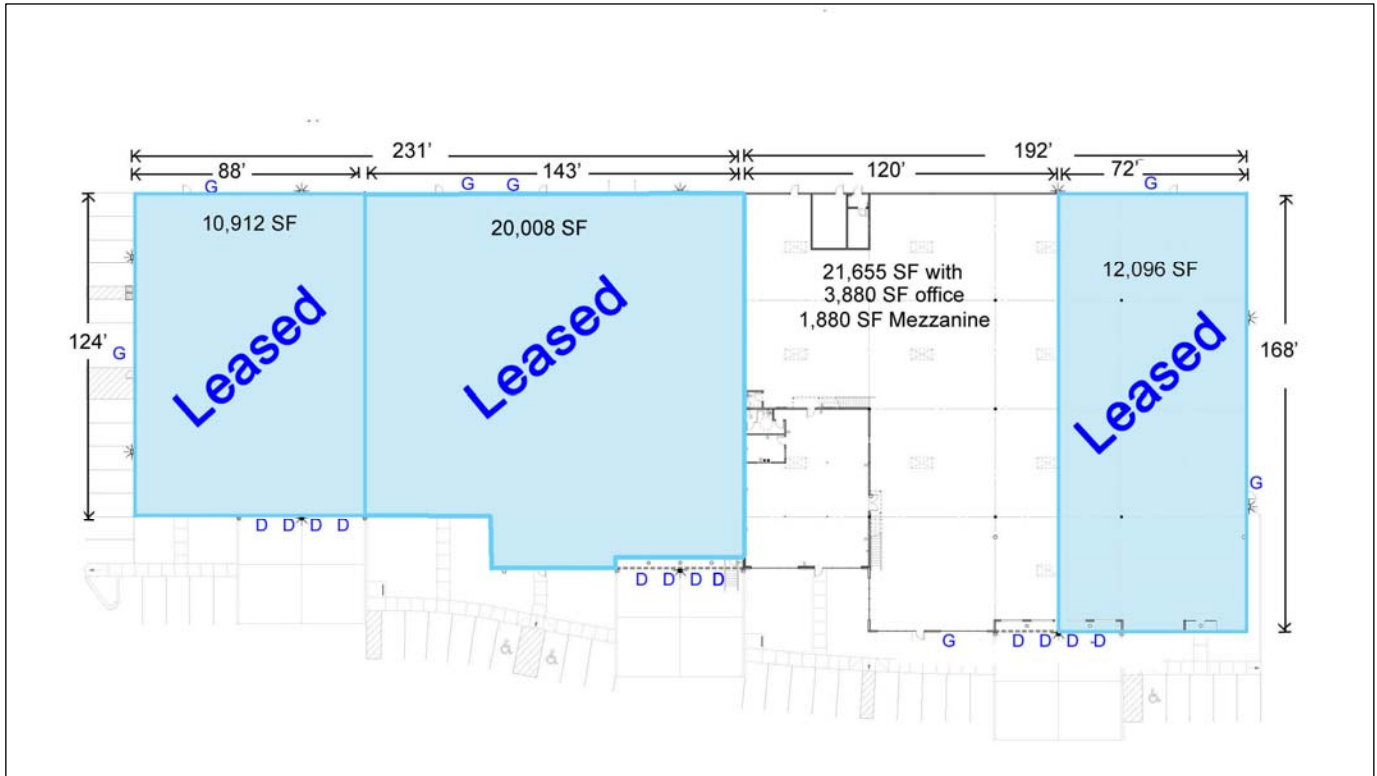 231’
192’
88’
143’
120’
72’
G
G
G
G
10,912 SF
20,008 SF
21,655 SF with
3,880 SF office
1,880 SF Mezzanine
12,096 SF
Leased
Leased
Leased
124’
G
168’
G
D D D D
D D D D
G
D D D D